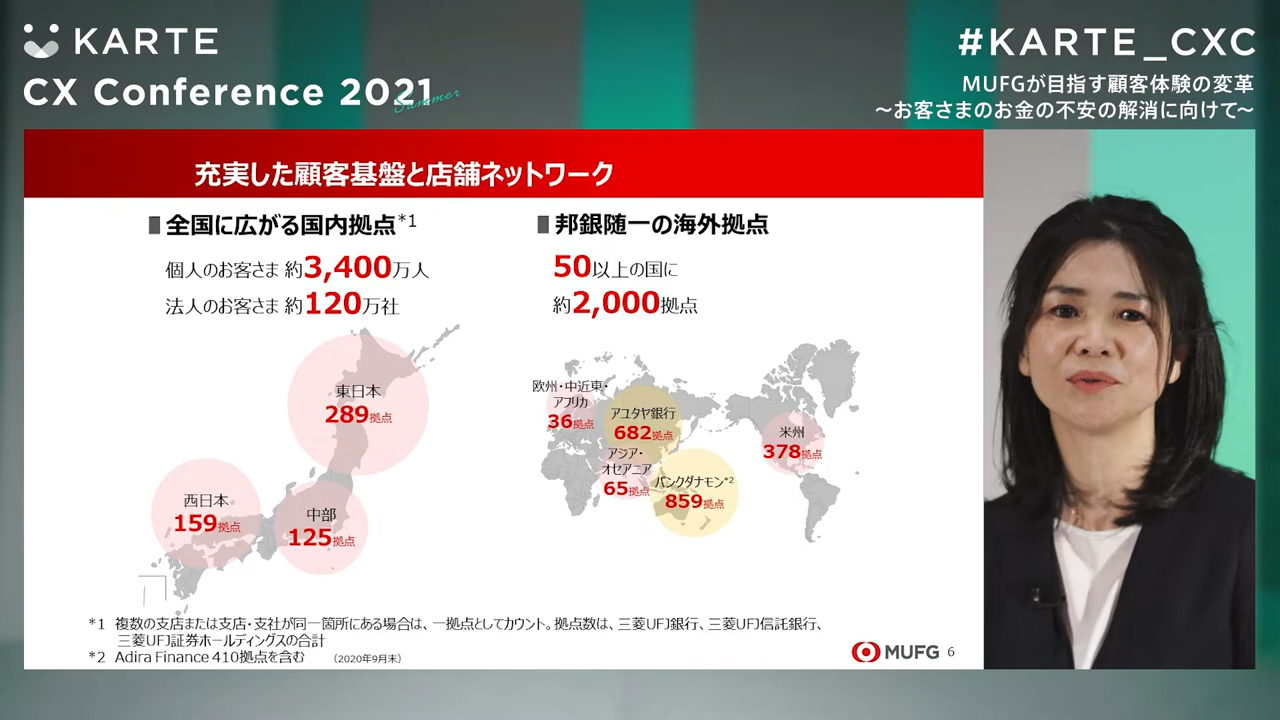 KARTE
CX Conference 2021
Summer
#KARTE_CXC
MUFGが目指す顧客体験の変革
～お客さまのお金の不安の解消に向けて～
充実した顧客基盤と店舗ネットワーク
■ 全国に広がる国内拠点*1
個人のお客さま 約3,400万人
法人のお客さま 約120万社
東日本
289拠点
西日本
159拠点
中部
125拠点
■ 邦銀随一の海外拠点
50以上の国に
約2,000拠点
欧州・中近東・
アフリカ
36拠点
アユタヤ銀行
682拠点
アジア・
オセアニア
65拠点
バンクダナモン*2
859拠点
米州
378拠点
*1 複数の支店または支店・支社が同一箇所にある場合は、一拠点としてカウント。拠点数は、三菱UFJ銀行、三菱UFJ信託銀行、
三菱UFJ証券ホールディングスの合計
*2 Adira Finance 410拠点を含む （2020年9月末）
MUFG 6